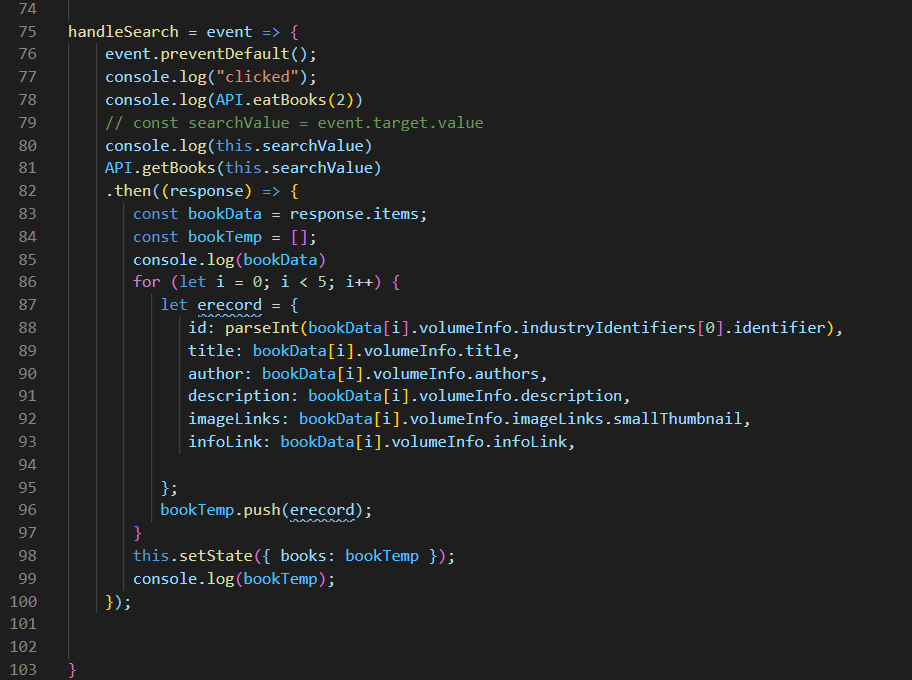 74
75 handleSearch = event => {
76 event.preventDefault();
77 console.log("clicked");
78 console.log(API.eatBooks(2))
79 // const searchValue = event.target.value
80 console.log(this.searchValue)
81 API.getBooks(this.searchValue)
82 .then((response) => {
83 const bookData = response.items;
84 const bookTemp = [];
85 console.log(bookData)
86 for (let i = 0; i < 5; i++) {
87 let erecord = {
88 id: parseInt(bookData[i].volumeInfo.industryIdentifiers[0].identifier),
89 title: bookData[i].volumeInfo.title,
90 author: bookData[i].volumeInfo.authors,
91 description: bookData[i].volumeInfo.description,
92 imageLinks: bookData[i].volumeInfo.imageLinks.smallThumbnail,
93 infoLink: bookData[i].volumeInfo.infoLink,
94
95 };
96 bookTemp.push(erecord);
97 }
98 this.setState({ books: bookTemp });
99 console.log(bookTemp);
100 });
101
102
103 }